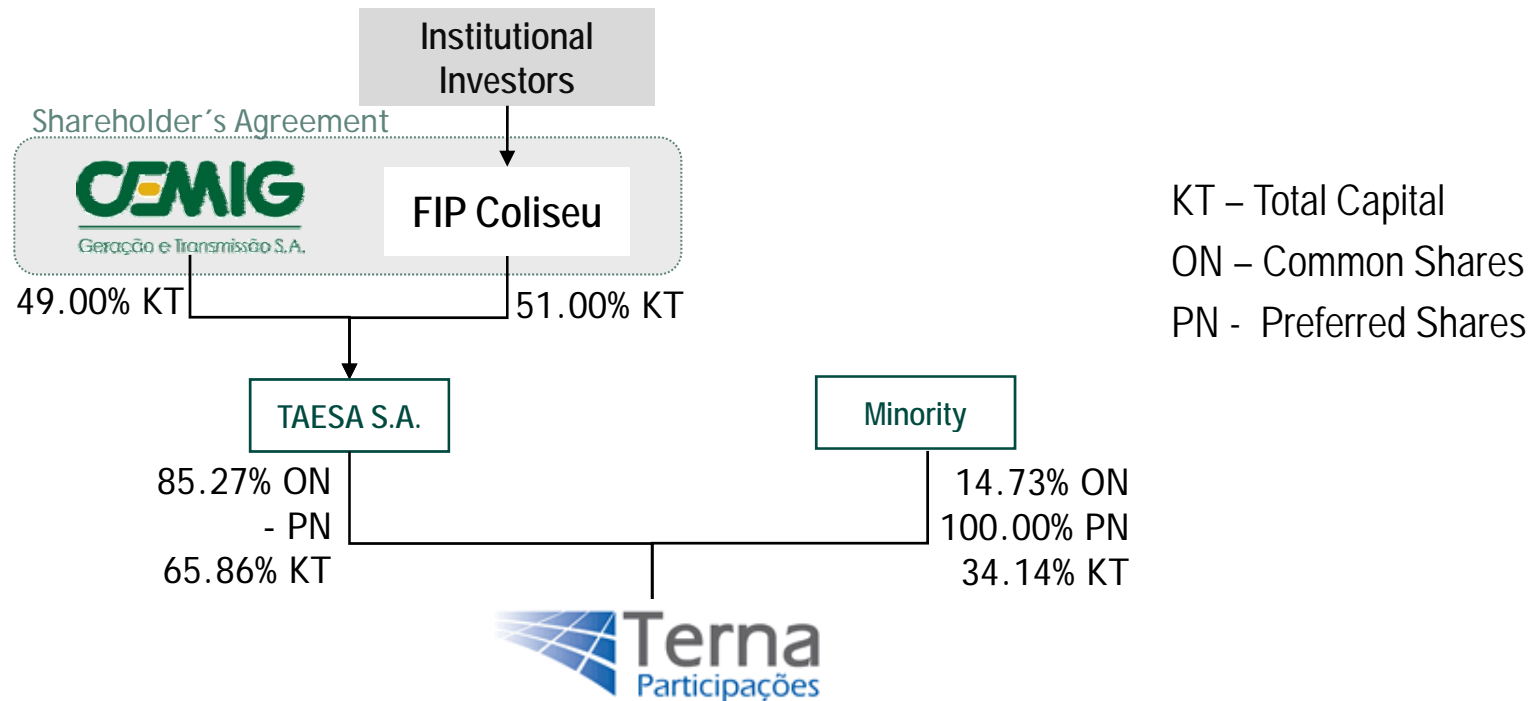 Institutional
Investors
Shareholder´s Agreement
CEMIG
Geração e Transmissão S.A.
FIP Coliseu
49.00% KT
51.00% KT
KT – Total Capital
ON – Common Shares
PN - Preferred Shares
TAESA S.A.
Minority
85.27% ON
- PN
65.86% KT
14.73% ON
100.00% PN
34.14% KT
Terna
Participações